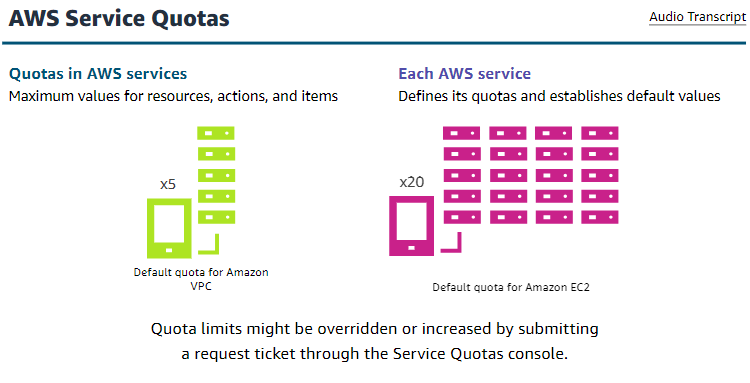 AWS Service Quotas
Audio Transcript
Quotas in AWS services
Maximum values for resources, actions, and items
Each AWS service
Defines its quotas and establishes default values
x5
Default quota for Amazon
VPC
x20
Default quota for Amazon EC2
Quota limits might be overridden or increased by submitting
a request ticket through the Service Quotas console.